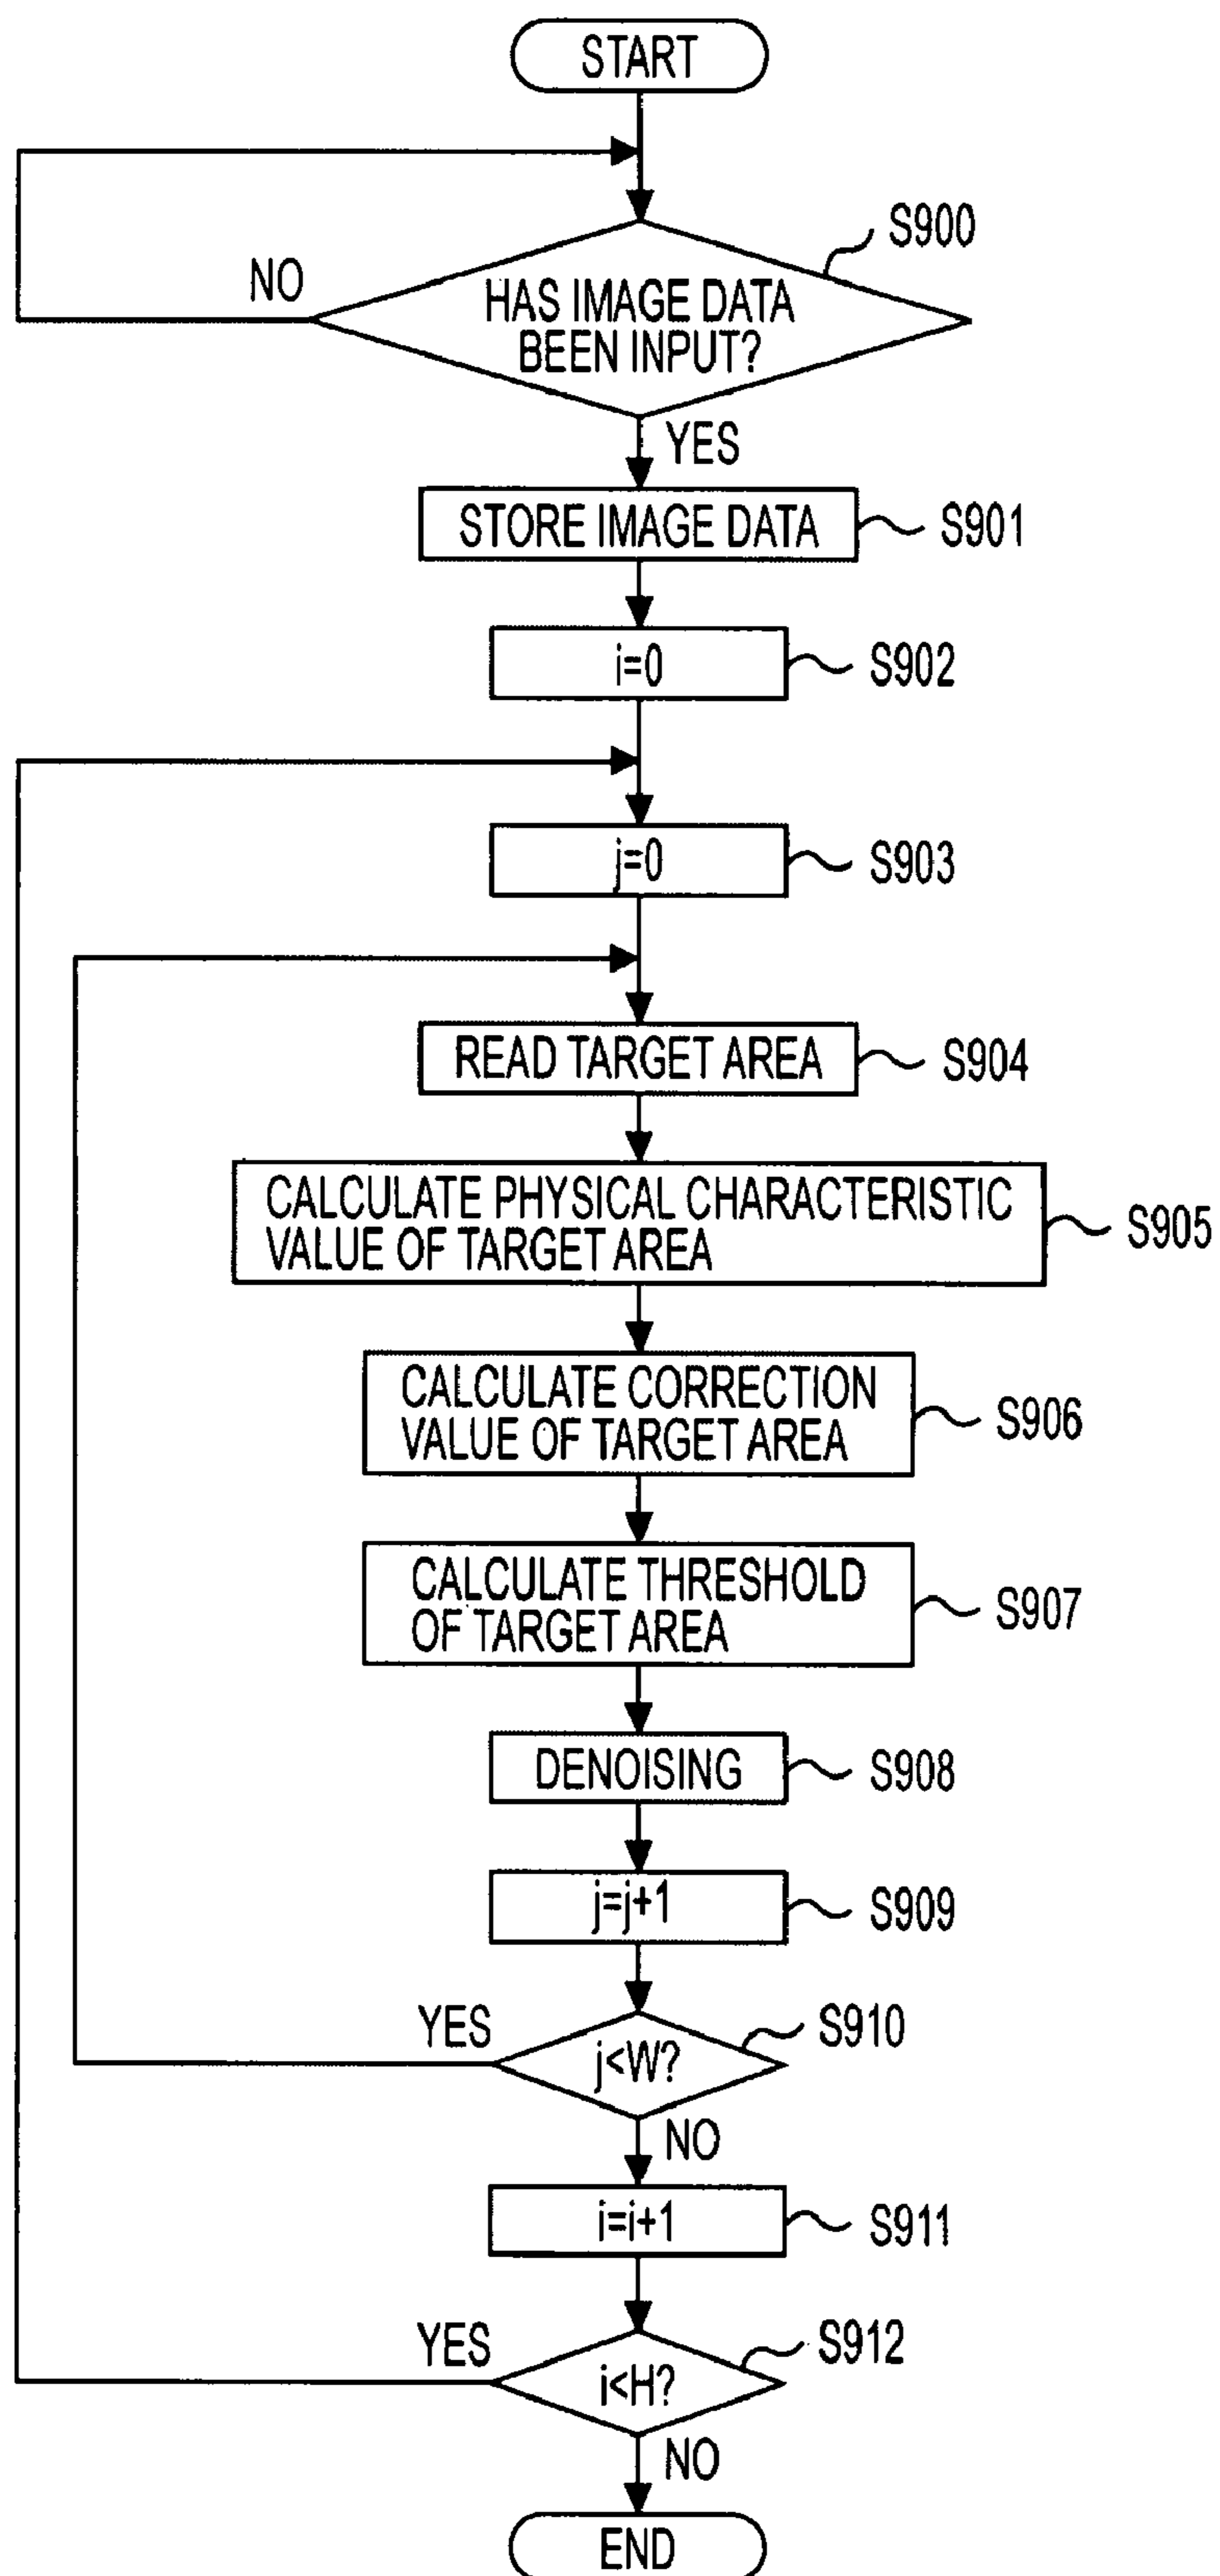 START
S900
NO
HAS IMAGE DATA
BEEN INPUT?
YES
STORE IMAGE DATA
S901
i=0
S902
j=0
S903
READ TARGET AREA
S904
CALCULATE PHYSICAL CHARACTERISTIC
VALUE OF TARGET AREA
S905
CALCULATE CORRECTION
VALUE OF TARGET AREA
S906
CALCULATE THRESHOLD
OF TARGET AREA
S907
DENOISING
S908
j=j+1
S909
YES
S910
j<W?
NO
i=i+1
S911
YES
S912
i<H?
NO
END